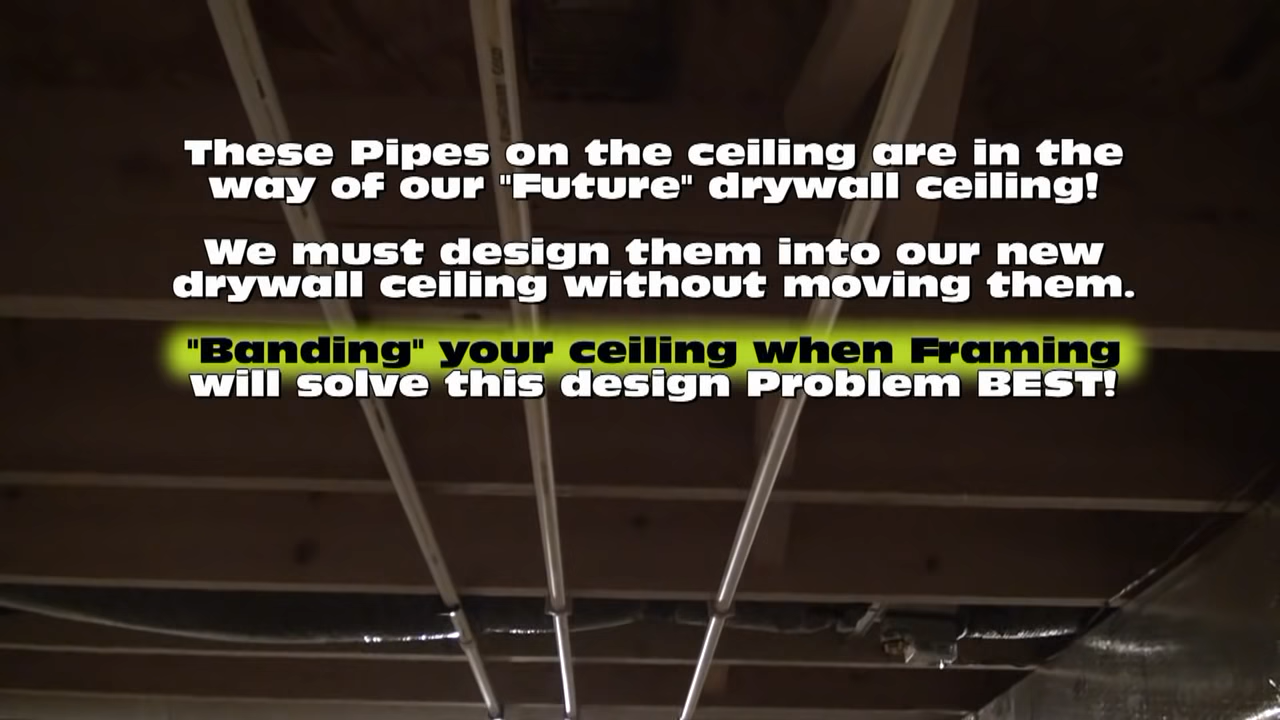 These Pipes on the ceiling are in the
way of our "Future" drywall ceiling!
We must design them into our new
drywall ceiling without moving them.
"Banding" your ceiling when Framing
will solve this design Problem BEST!